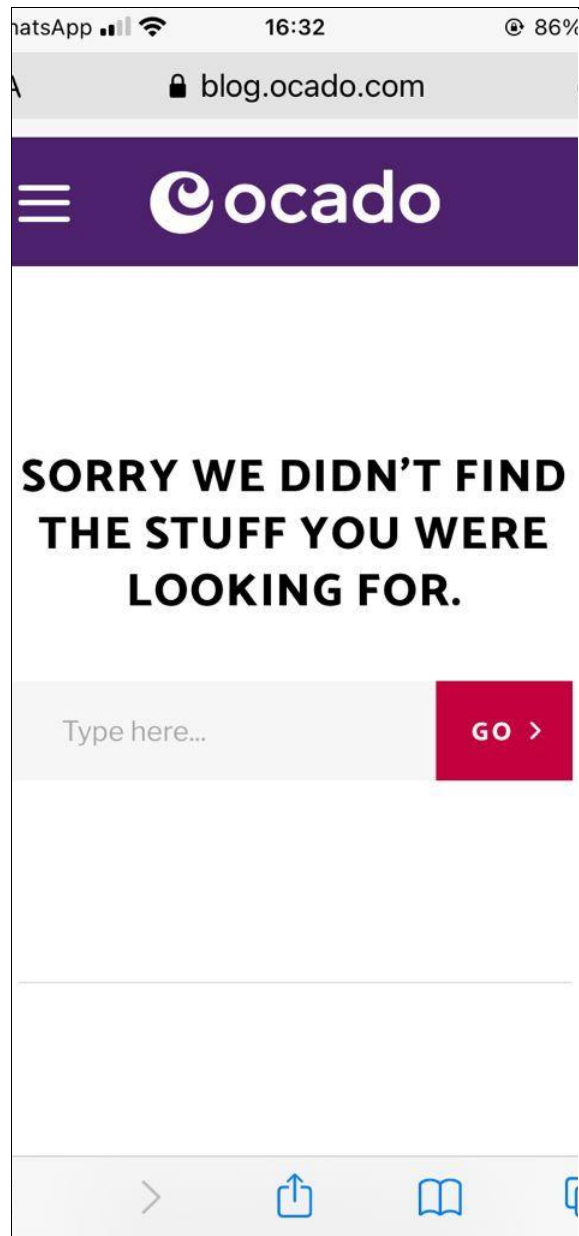 hatsApp 16:32 86%
blog.ocado.com
ocado
SORRY WE DIDN'T FIND
THE STUFF YOU WERE
LOOKING FOR.
Type here...
GO >